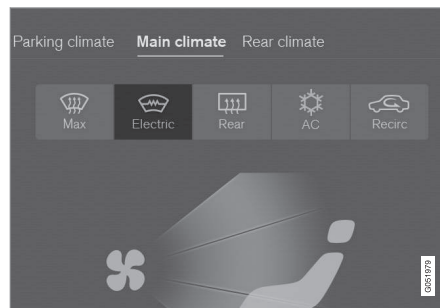 Parking climate Main climate Rear climate
Max Electric Rear AC Recirc
G051979